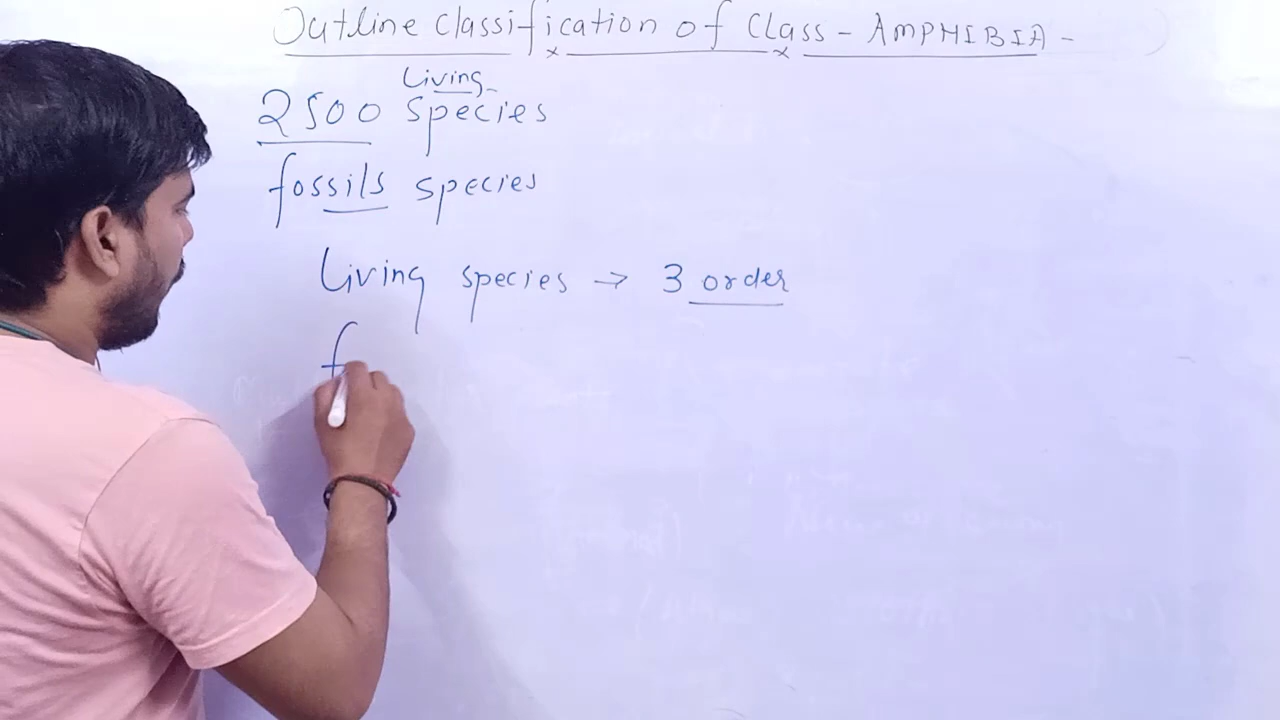 Outline classification of Class - AMPHIBIA -
Living
2500 species
fossils species
Living species → 3 order
f